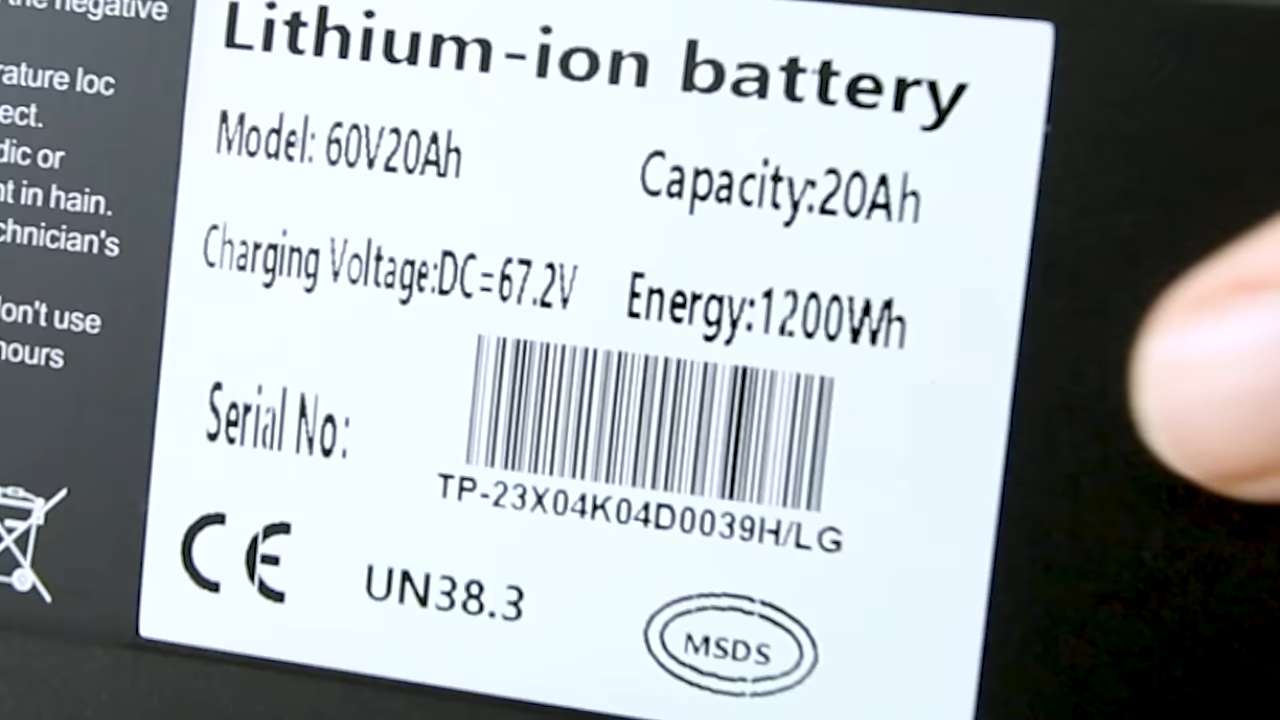 the negative
rature loc
ect.
dic or
nt in hain.
chnician's
don't use
hours
Lithium-ion battery
Model: 60V20Ah
Capacity:20Ah
Charging Voltage:DC=67.2V
Energy:1200Wh
Serial No:
TP-23X04K04D0039H/LG
CE
UN38.3
MSDS